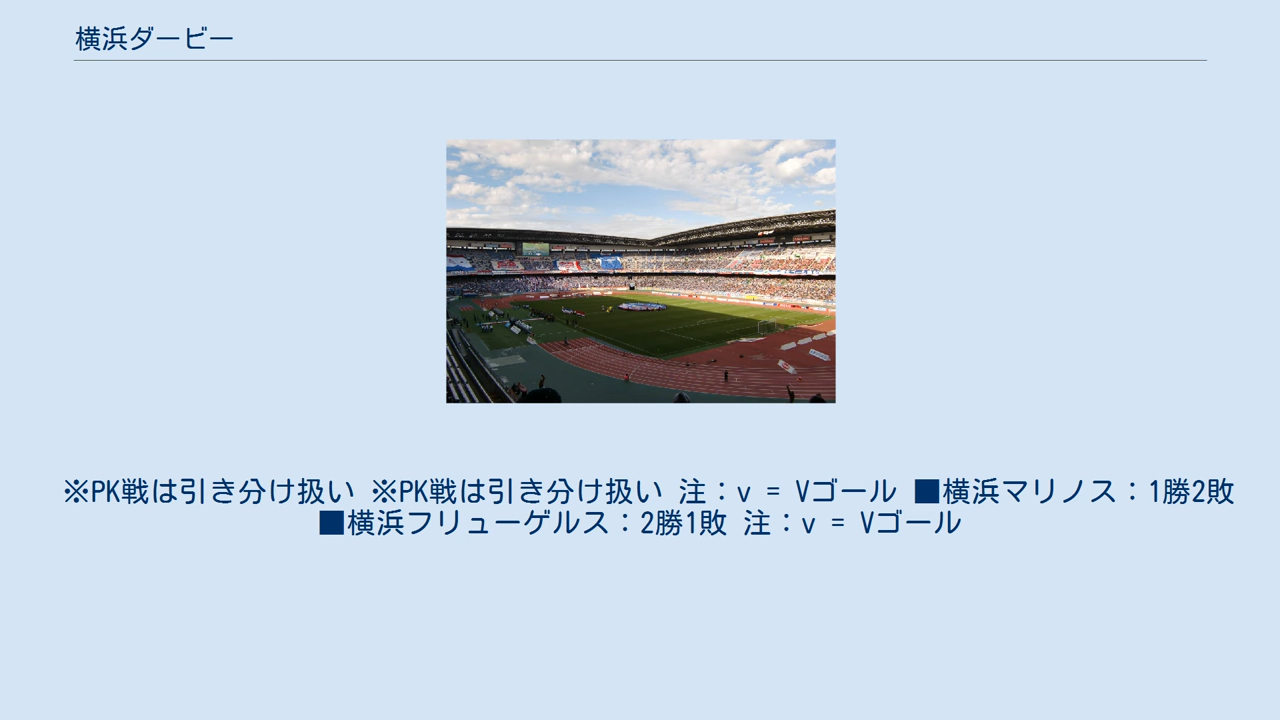 横浜ダービー
※PK戦は引き分け扱い ※PK戦は引き分け扱い 注：v = Vゴール ■横浜マリノス：1勝2敗
■横浜フリューゲルス：2勝1敗 注：v = Vゴール